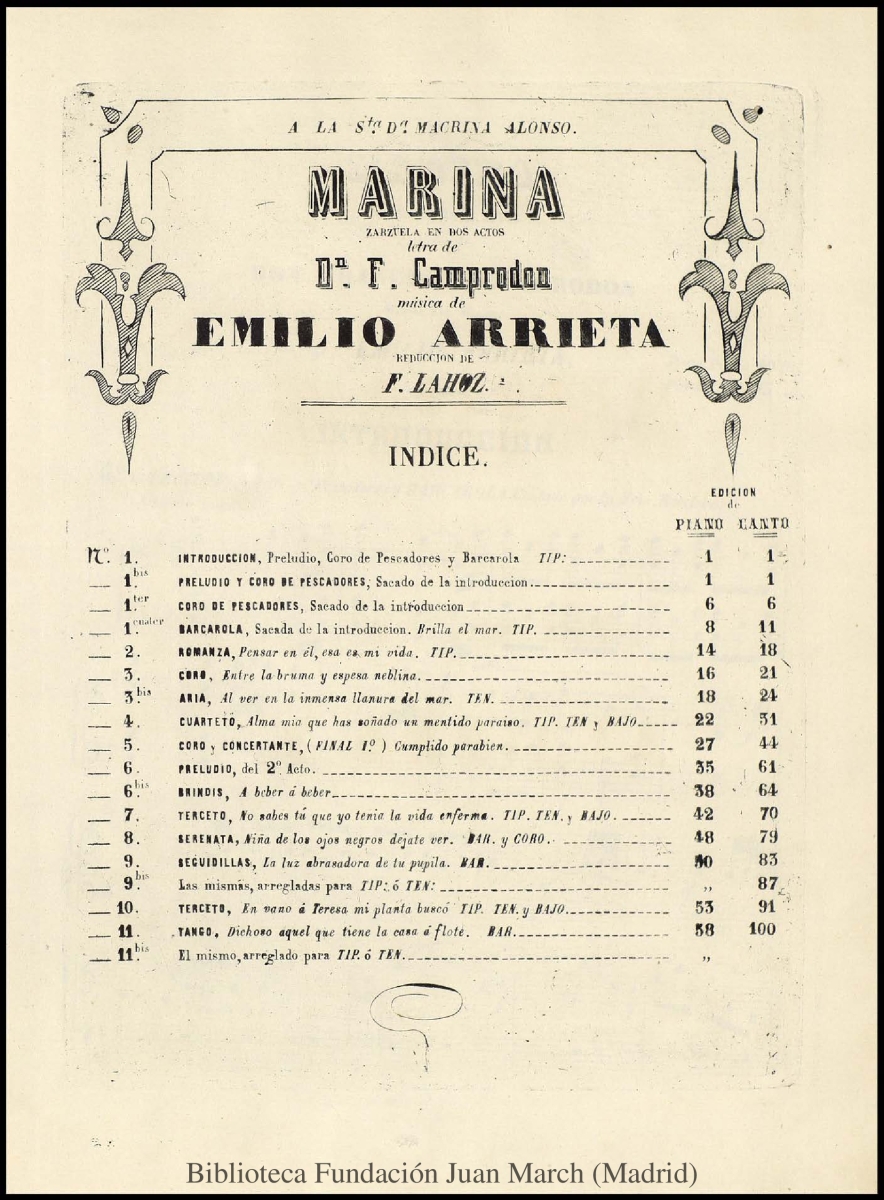 A LA Sta. Da. MACRINA ALONSO.
MARINA
ZARZUELA EN DOS ACTOS
letra de
Dn. F. Camprodon
música de
EMILIO ARRIETA
REDUCCION DE
F. LAHOZ.
INDICE.
EDICION
de
PIANO CANTO
No. 1. INTRODUCCION, Preludio, Coro de Pescadores y Barcarola TIP: 1 1
1.bis PRELUDIO Y CORO DE PESCADORES, Sacado de la introduccion 1 1
1.ter CORO DE PESCADORES, Sacado de la introduccion 6 6
1.cuater BARCAROLA, Sacada de la introduccion. Brilla el mar. TIP. 8 11
2. ROMANZA, Pensar en él, esa es mi vida. TIP. 14 18
3. CORO, Entre la bruma y espesa neblina. 16 21
3.bis ARIA, Al ver en la inmensa llanura del mar. TEN. 18 24
4. CUARTETO, Alma mia que has soñado un mentido paraiso. TIP. TEN y BAJO 22 31
5. CORO y CONCERTANTE, (FINAL 1º) Cumplido parabien. 27 44
6. PRELUDIO, del 2º. Acto. 35 61
6.bis BRINDIS, A beber á beber 38 64
7. TERCETO, No sabes tú que yo tenia la vida enferma. TIP. TEN. y BAJO. 42 70
8. SERENATA, Niña de los ojos negros dejate ver. BAR. y CORO. 48 79
9. SEGUIDILLAS, La luz abrasadora de tu pupila. BAR. 50 83
9.bis Las mismas, arregladas para TIP: ó TEN: „ 87
10. TERCETO, En vano á Teresa mi planta buscó TIP. TEN. y BAJO. 53 91
11. TANGO, Dichoso aquel que tiene la casa á flote. BAR. 58 100
11.bis El mismo, arreglado para TIP. ó TEN. „
Biblioteca Fundación Juan March (Madrid)